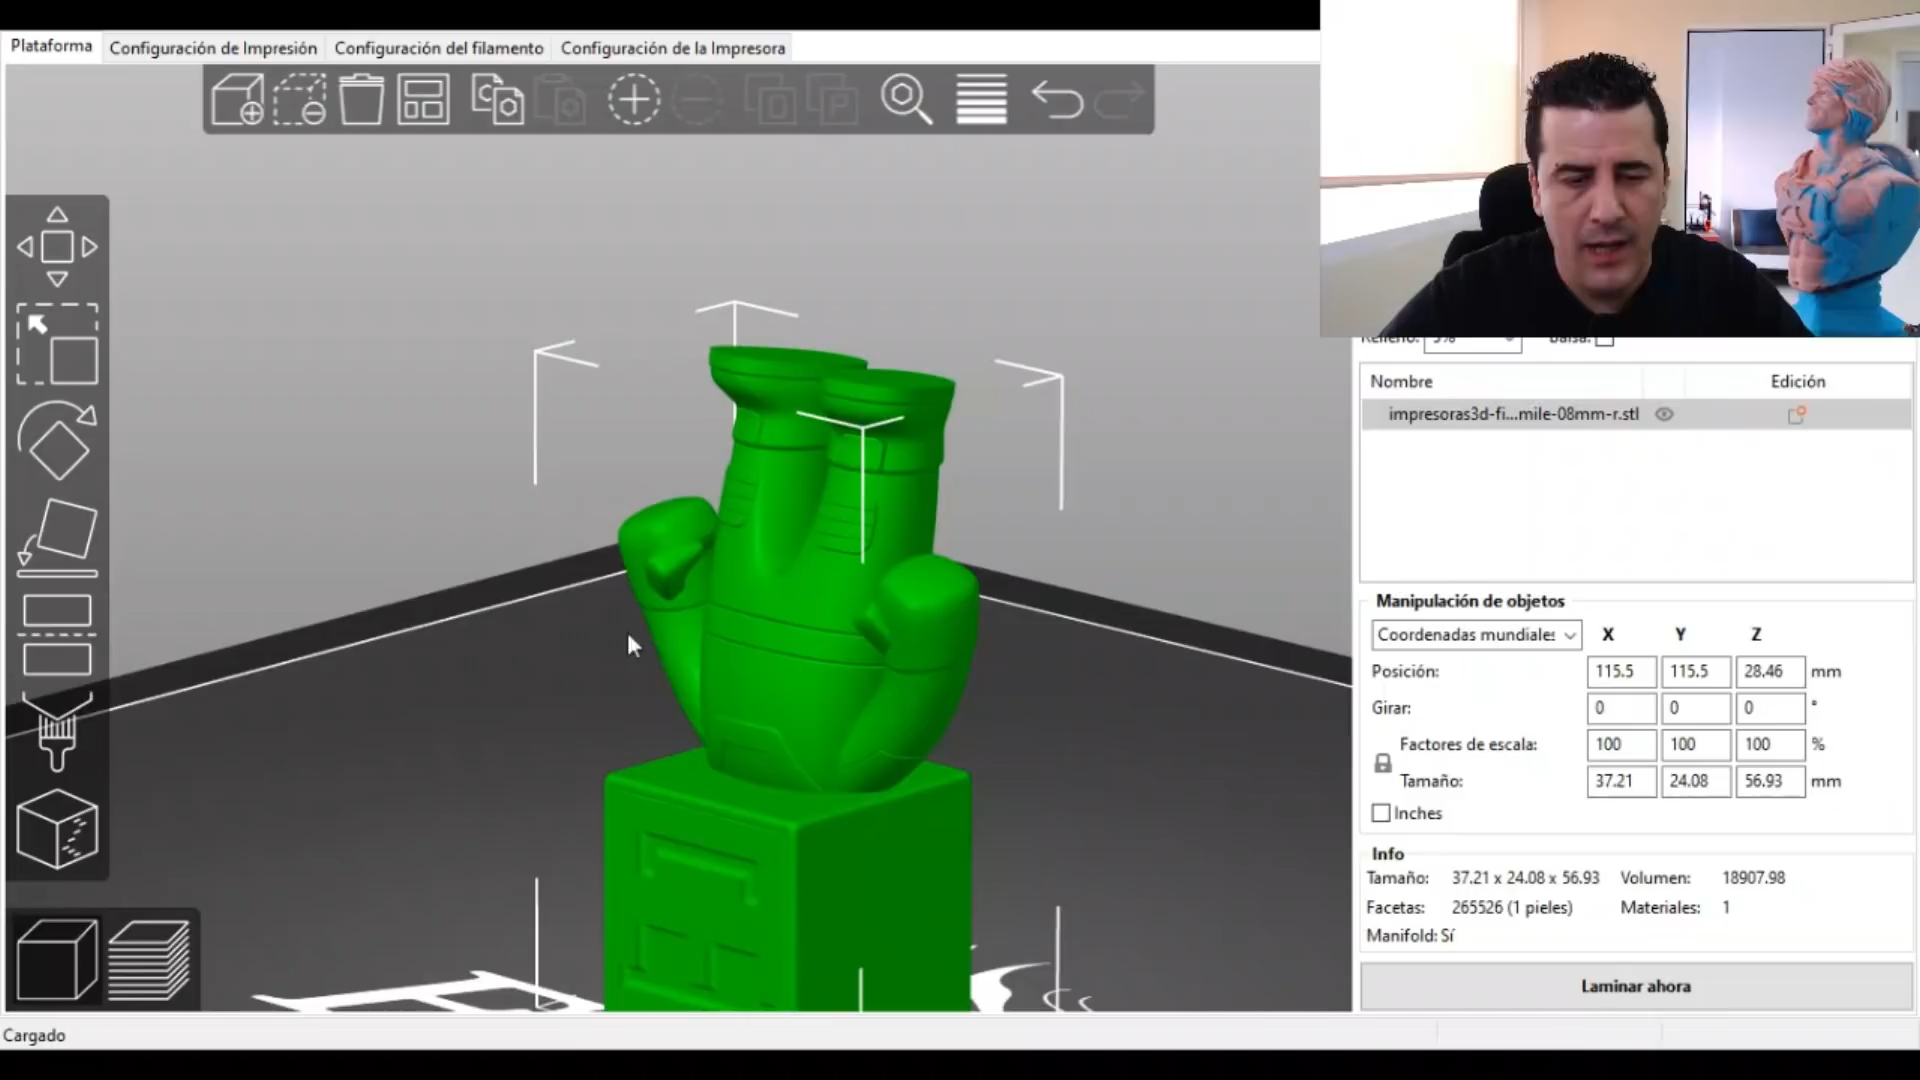 Plataforma
Configuración de Impresión
Configuración del filamento
Configuración de la Impresora
Relleno: 5%
Balsa:
Nombre
Edición
impresoras3d-fi...mile-08mm-r.stl
Manipulación de objetos
Coordenadas mundiales X Y Z
Posición: 115.5 115.5 28.46 mm
Girar: 0 0 0 °
Factores de escala: 100 100 100 %
Tamaño: 37.21 24.08 56.93 mm
Inches
Info
Tamaño: 37.21 x 24.08 x 56.93 Volumen: 18907.98
Facetas: 265526 (1 pieles) Materiales: 1
Manifold: Sí
Laminar ahora
Cargado